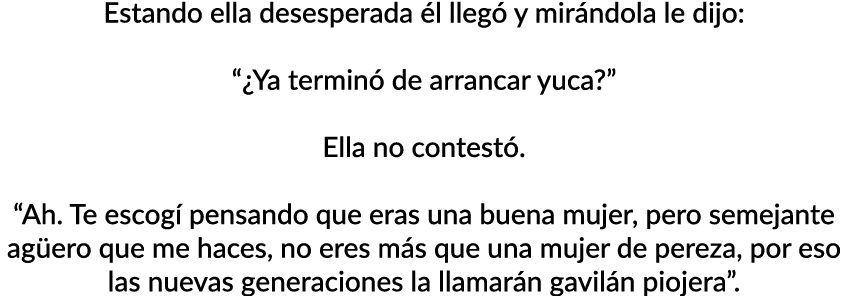 Estando ella desesperada él llegó y mirándola le dijo:
“¿Ya terminó de arrancar yuca?”
Ella no contestó.
“Ah. Te escogí pensando que eras una buena mujer, pero semejante
agüero que me haces, no eres más que una mujer de pereza, por eso
las nuevas generaciones la llamarán gavilán piojera”.